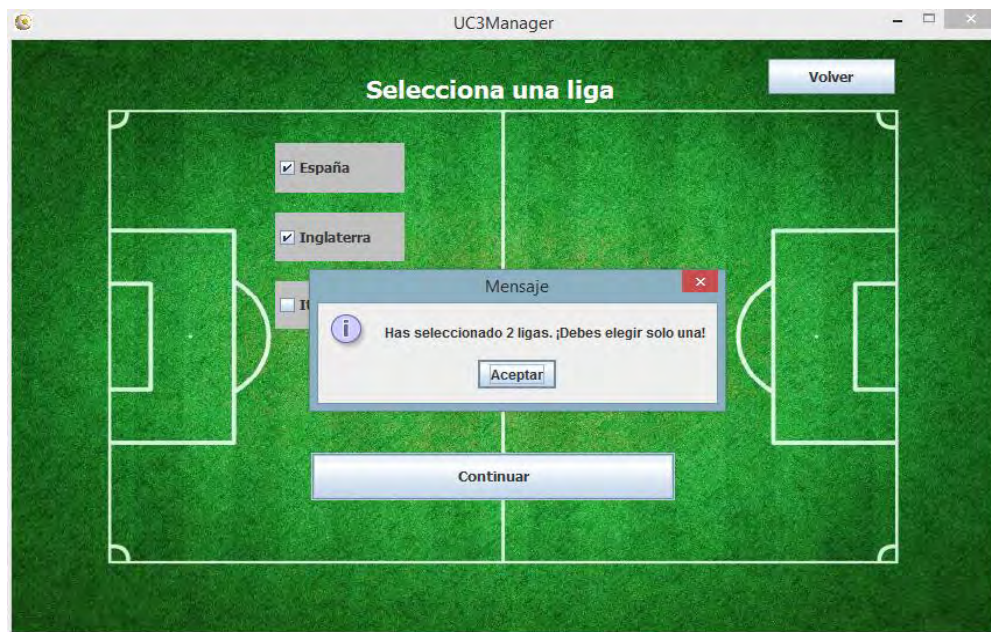 UC3Manager
Volver
Selecciona una liga
España
Inglaterra
Mensaje
Has seleccionado 2 ligas. ¡Debes elegir solo una!
Aceptar
Continuar